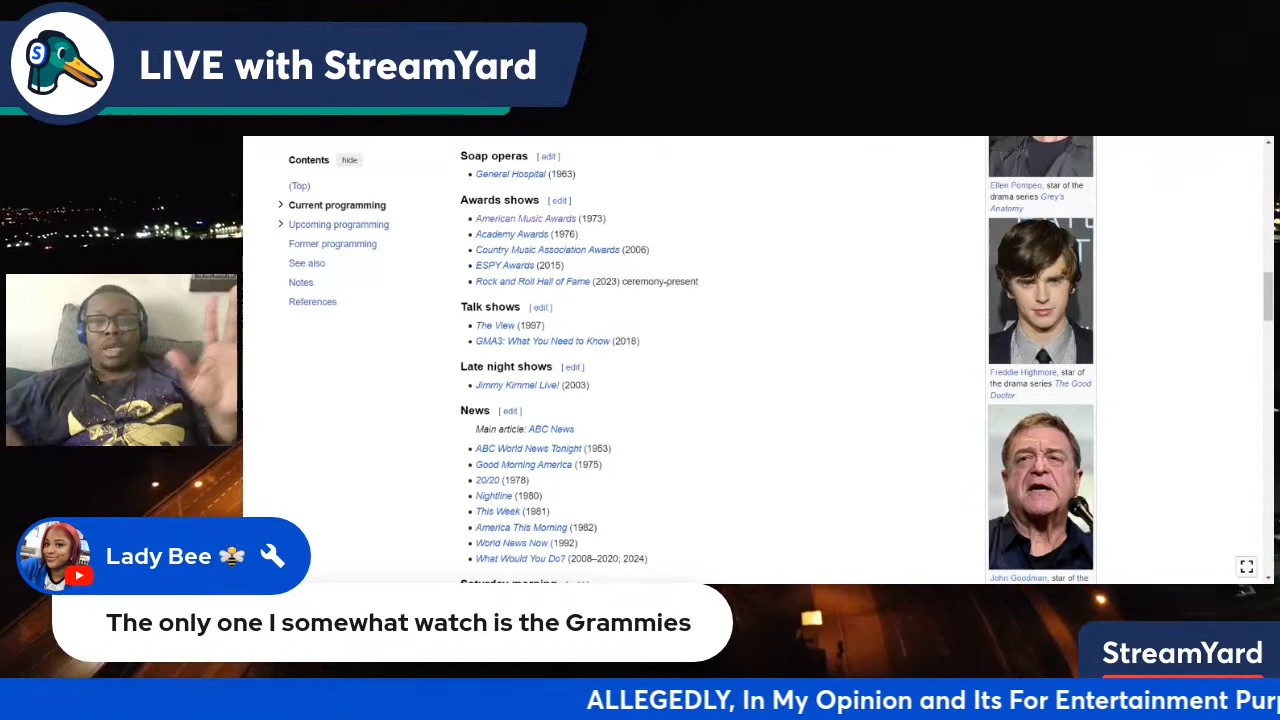 S
LIVE with StreamYard
Contents hide
(Top)
Current programming
Upcoming programming
Former programming
See also
Notes
References
Soap operas [ edit ]
• General Hospital (1963)
Awards shows [ edit ]
• American Music Awards (1973)
• Academy Awards (1976)
• Country Music Association Awards (2006)
• ESPY Awards (2015)
• Rock and Roll Hall of Fame (2023) ceremony-present
Talk shows [ edit ]
• The View (1997)
• GMA3: What You Need to Know (2018)
Late night shows [ edit ]
• Jimmy Kimmel Live! (2003)
News [ edit ]
Main article: ABC News
• ABC World News Tonight (1953)
• Good Morning America (1975)
• 20/20 (1978)
• Nightline (1980)
• This Week (1981)
• America This Morning (1982)
• World News Now (1992)
• What Would You Do? (2008–2020; 2024)
Saturday morning
Ellen Pompeo, star of the
drama series Grey's
Anatomy
Freddie Highmore, star of
the drama series The Good
Doctor
John Goodman, star of the
Lady Bee 🐝
The only one I somewhat watch is the Grammies
StreamYard
ALLEGEDLY, In My Opinion and Its For Entertainment Pur